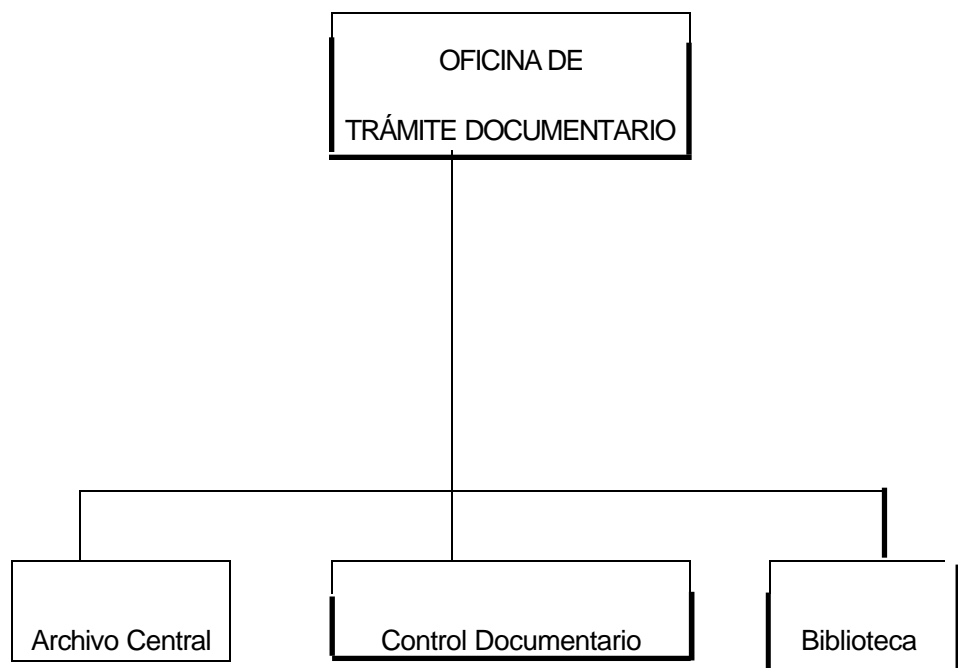 OFICINA DE
TRÁMITE DOCUMENTARIO
Archivo Central
Control Documentario
Biblioteca